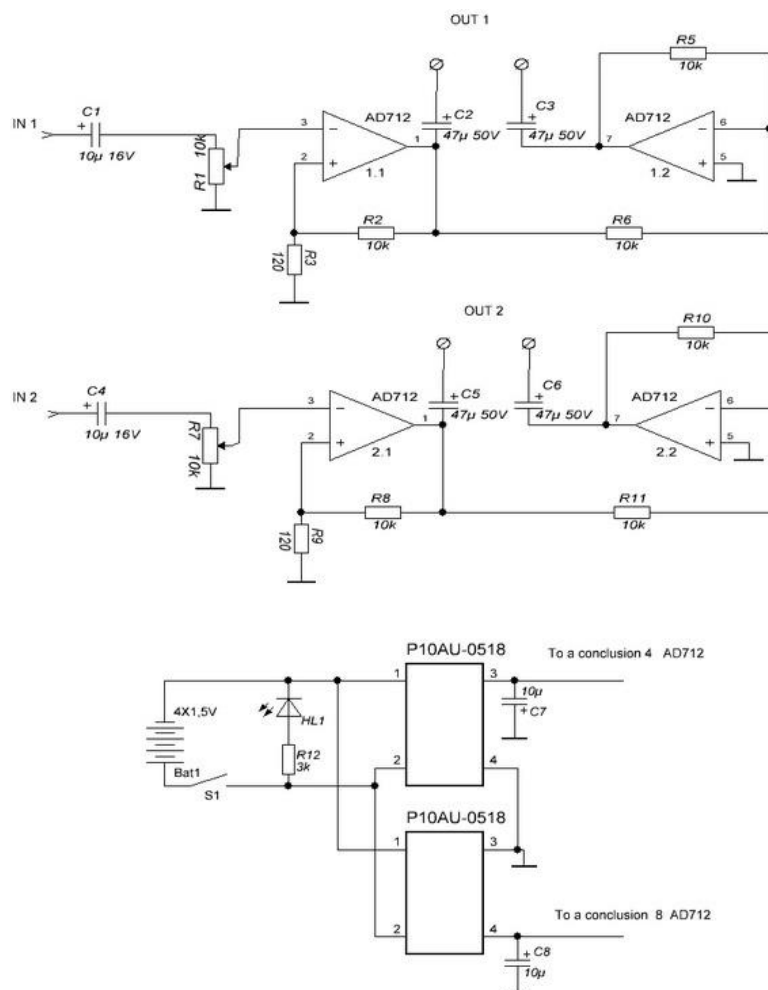 OUT 1
R5
10k
C1
+
10µ 16V
IN 1
10K
R1
3
2
AD712
1
1.1
+ C2
47µ 50V
+ C3
47µ 50V
7
AD712
1.2
6
5
R2
10k
R6
10k
R3
120
OUT 2
R10
10k
C4
+
10µ 16V
IN 2
R7
10k
3
2
AD712
1
2.1
+ C5
47µ 50V
+ C6
47µ 50V
7
AD712
2.2
6
5
R8
10k
R11
10k
R9
120
P10AU-0518
To a conclusion 4 AD712
1
3
10µ
+ C7
4X1,5V
HL1
R12
3k
Bat1
S1
2
4
P10AU-0518
1
3
To a conclusion 8 AD712
2
4
+ C8
10µ